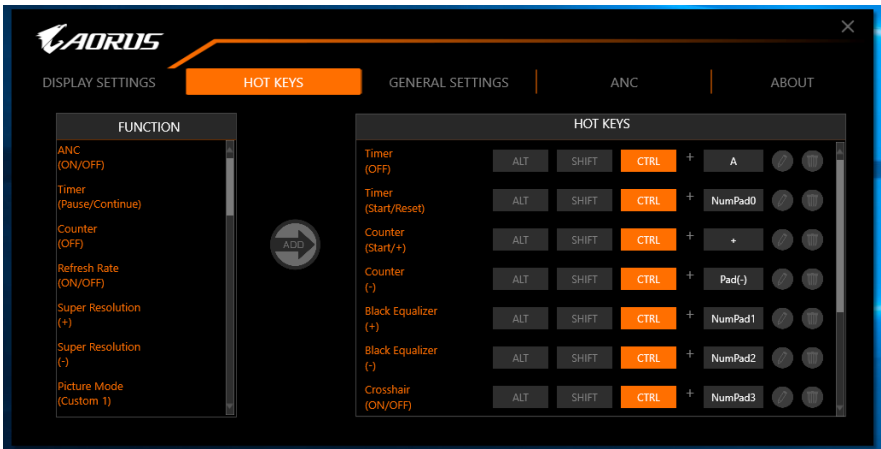 AORUS
DISPLAY SETTINGS HOT KEYS GENERAL SETTINGS ANC ABOUT
FUNCTION
ANC
(ON/OFF)
Timer
(Pause/Continue)
Counter
(OFF)
Refresh Rate
(ON/OFF)
Super Resolution
(+)
Super Resolution
(-)
Picture Mode
(Custom 1)
ADD
HOT KEYS
Timer
(OFF) ALT SHIFT CTRL + A
Timer
(Start/Reset) ALT SHIFT CTRL + NumPad0
Counter
(Start/+) ALT SHIFT CTRL + +
Counter
(-) ALT SHIFT CTRL + Pad(-)
Black Equalizer
(+) ALT SHIFT CTRL + NumPad1
Black Equalizer
(-) ALT SHIFT CTRL + NumPad2
Crosshair
(ON/OFF) ALT SHIFT CTRL + NumPad3